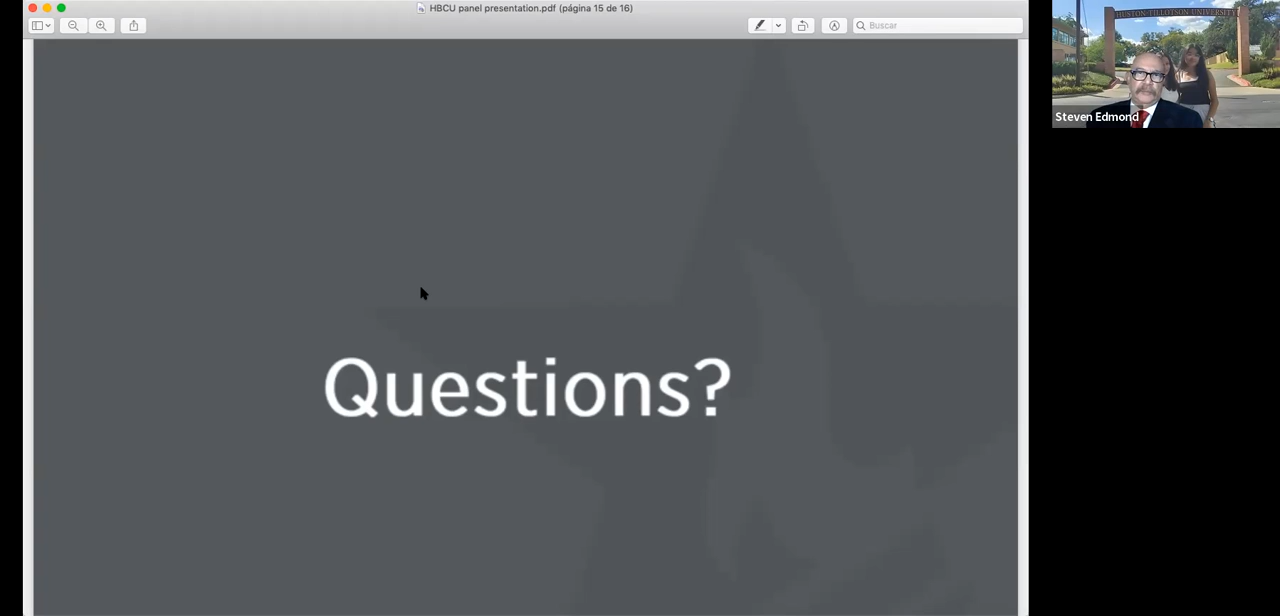 HBCU panel presentation.pdf (página 15 de 16)
Buscar
HUSTON-TILLOTSON UNIVERSITY
Steven Edmond
Questions?